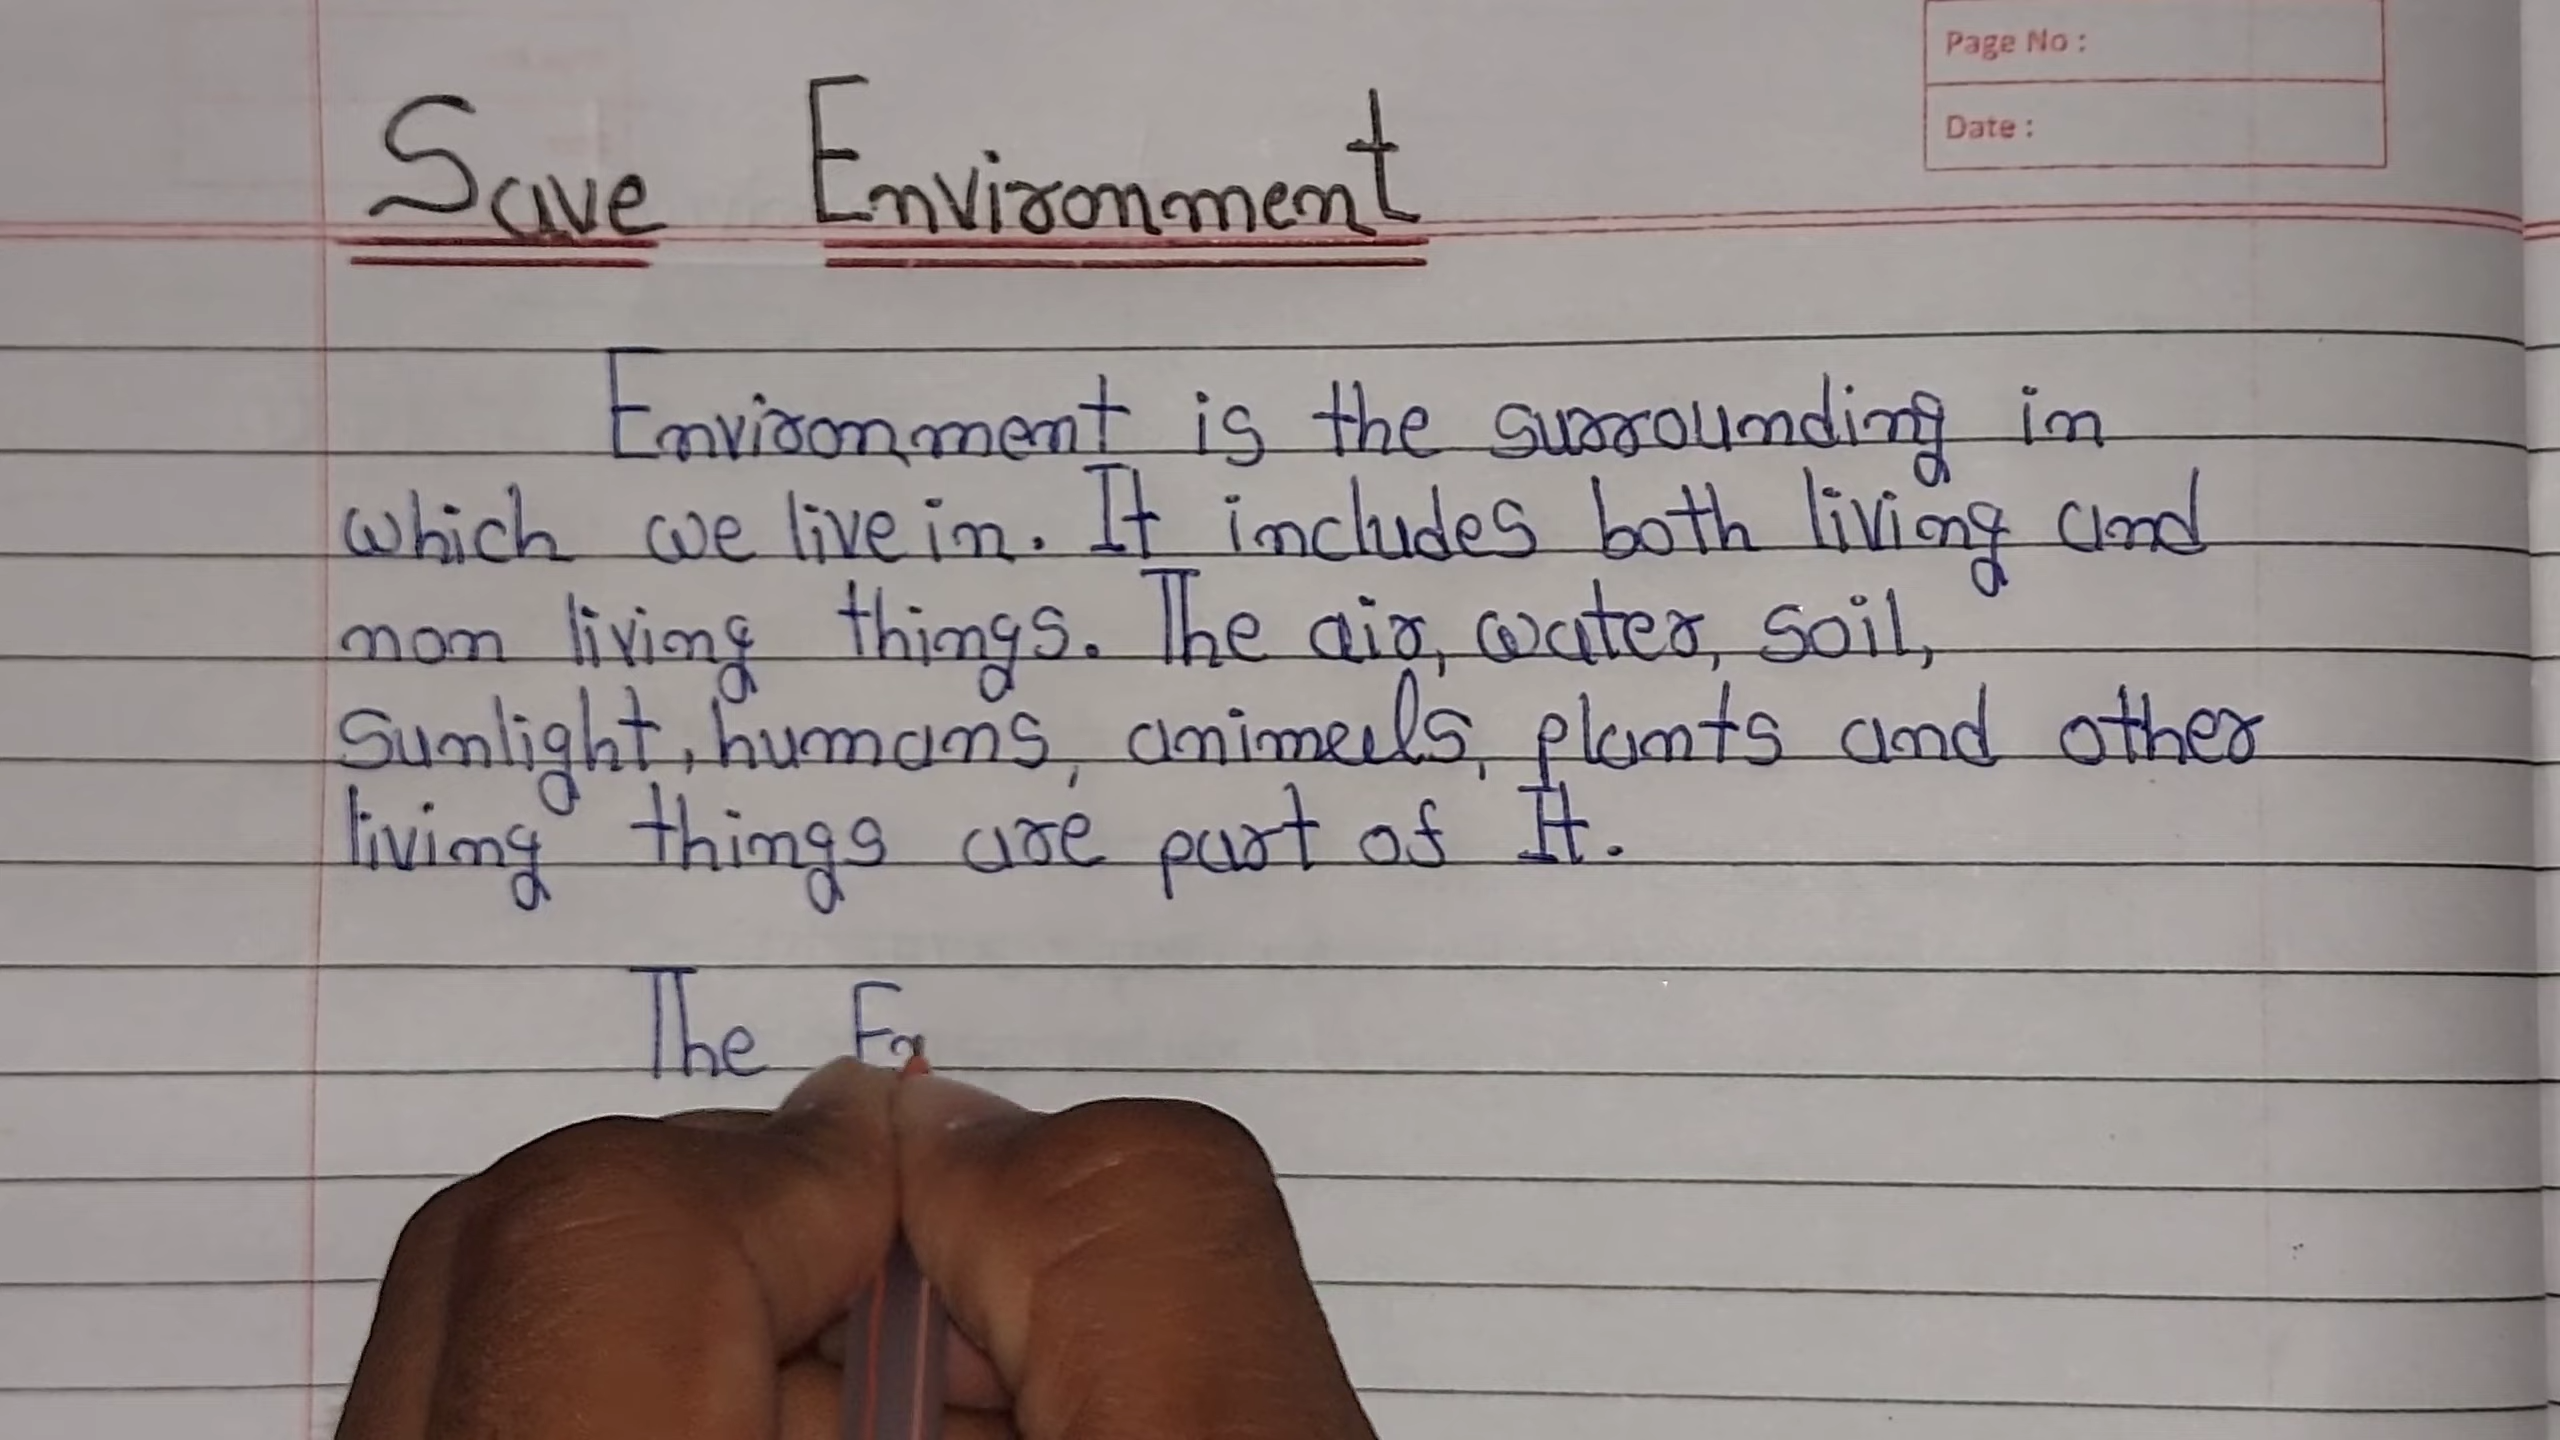 Page No :
Date :
Save Environment
Environment is the surrounding in
which we live in. It includes both living and
non living things. The air, water, soil,
Sunlight, humans, animals, plants and other
living things are part of It.
The